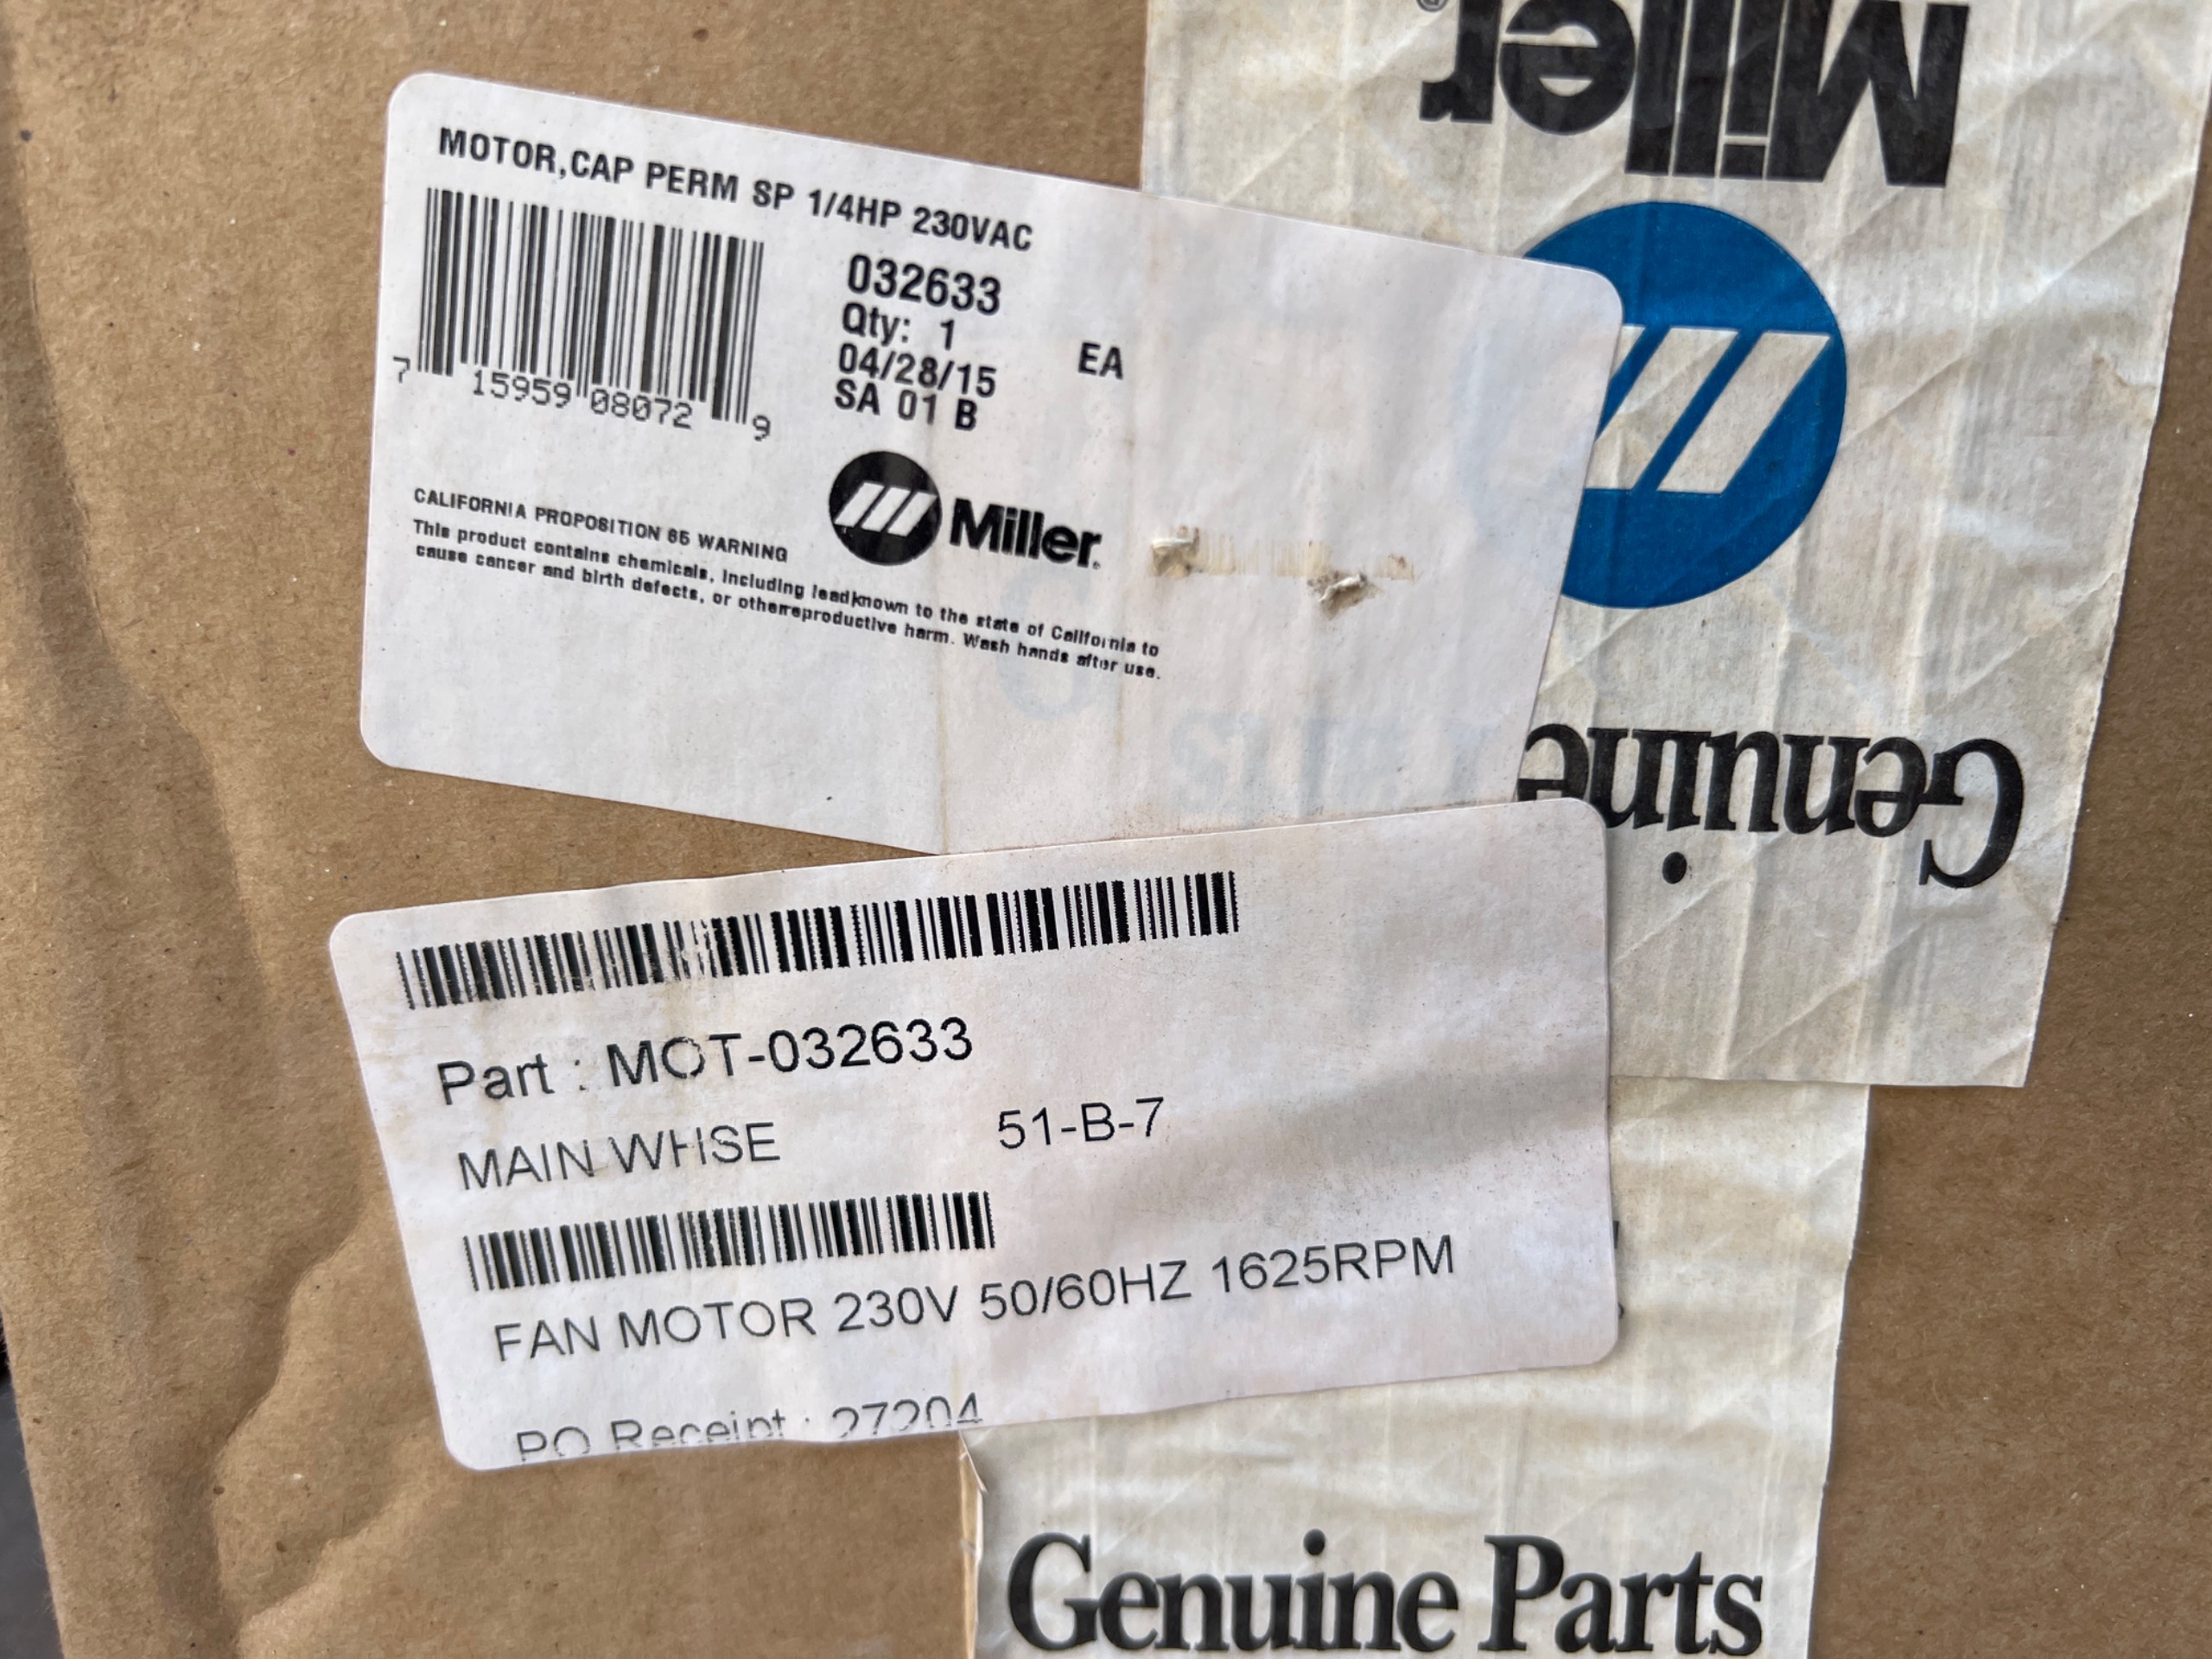 Miller
MOTOR,CAP PERM SP 1/4HP 230VAC
032633
Qty: 1 EA
04/28/15
SA 01 B
7 15959 08072 9
Miller
CALIFORNIA PROPOSITION 65 WARNING
This product contains chemicals, including leadknown to the state of California to
cause cancer and birth defects, or otherreproductive harm. Wash hands after use.
Genuine
Part : MOT-032633
MAIN WHSE 51-B-7
FAN MOTOR 230V 50/60HZ 1625RPM
PO Receipt : 27204
Genuine Parts